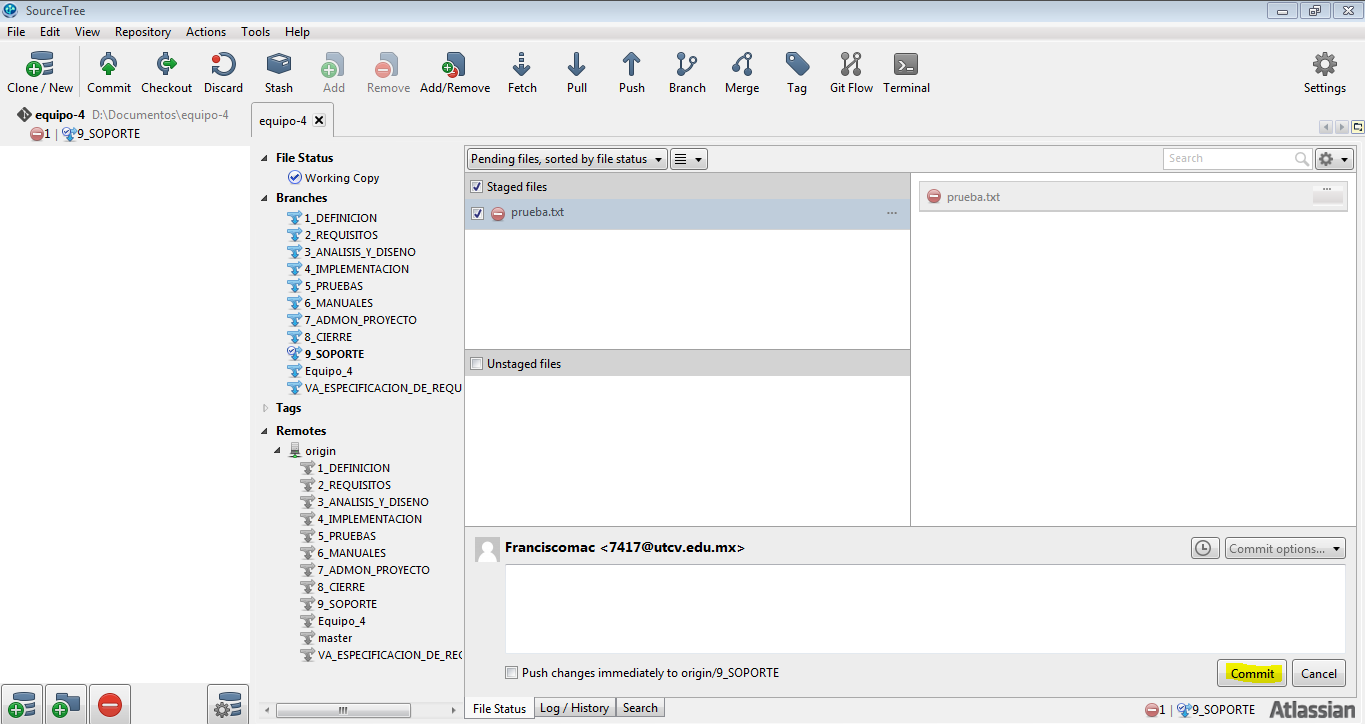 SourceTree
File Edit View Repository Actions Tools Help
Clone / New Commit Checkout Discard Stash Add Remove Add/Remove Fetch Pull Push Branch Merge Tag Git Flow Terminal Settings
equipo-4 D:\Documentos\equipo-4
1 | 9_SOPORTE
equipo-4
File Status
Working Copy
Branches
1_DEFINICION
2_REQUISITOS
3_ANALISIS_Y_DISENO
4_IMPLEMENTACION
5_PRUEBAS
6_MANUALES
7_ADMON_PROYECTO
8_CIERRE
9_SOPORTE
Equipo_4
VA_ESPECIFICACION_DE_REQU
Tags
Remotes
origin
1_DEFINICION
2_REQUISITOS
3_ANALISIS_Y_DISENO
4_IMPLEMENTACION
5_PRUEBAS
6_MANUALES
7_ADMON_PROYECTO
8_CIERRE
9_SOPORTE
Equipo_4
master
VA_ESPECIFICACION_DE_REC
Pending files, sorted by file status
Search
Staged files
prueba.txt ...
prueba.txt ...
Unstaged files
Franciscomac <7417@utcv.edu.mx>
Commit options...
Push changes immediately to origin/9_SOPORTE
Commit Cancel
File Status Log / History Search
1 | 9_SOPORTE Atlassian